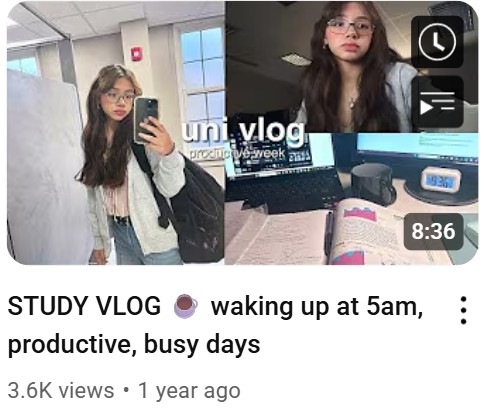 uni vlog
productive week
8:36
STUDY VLOG ☕ waking up at 5am,
productive, busy days
3.6K views • 1 year ago